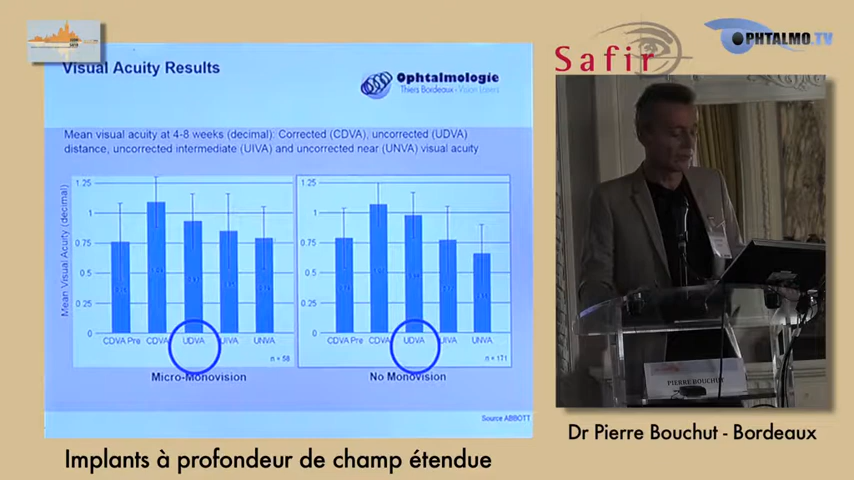 Safir
OPHTALMO.TV
Visual Acuity Results
Ophtalmologie
Thiers Bordeaux - Vision Lasers
Mean visual acuity at 4-8 weeks (decimal): Corrected (CDVA), uncorrected (UDVA)
distance, uncorrected intermediate (UIVA) and uncorrected near (UNVA) visual acuity
Mean Visual Acuity (decimal)
1.25
1
0.75
0.5
0.25
0
CDVA Pre CDVA UDVA UIVA UNVA
n = 58
Micro-Monovision
1.25
1
0.75
0.5
0.25
0
CDVA Pre CDVA UDVA UIVA UNVA
n = 171
No Monovision
Source ABBOTT
PIERRE BOUCHUT
Dr Pierre Bouchut - Bordeaux
Implants à profondeur de champ étendue